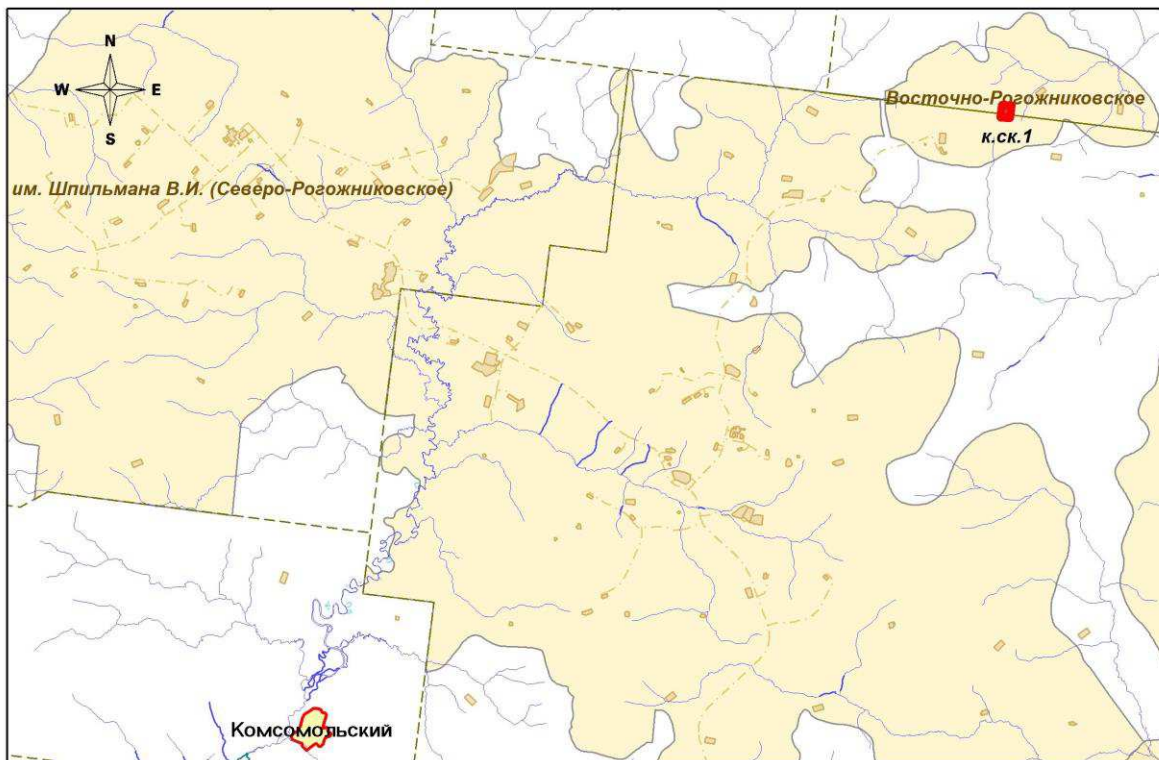 N
W E
S
Восточно-Рогожниковское
к.ск.1
им. Шпильмана В.И. (Северо-Рогожниковское)
Комсомольский